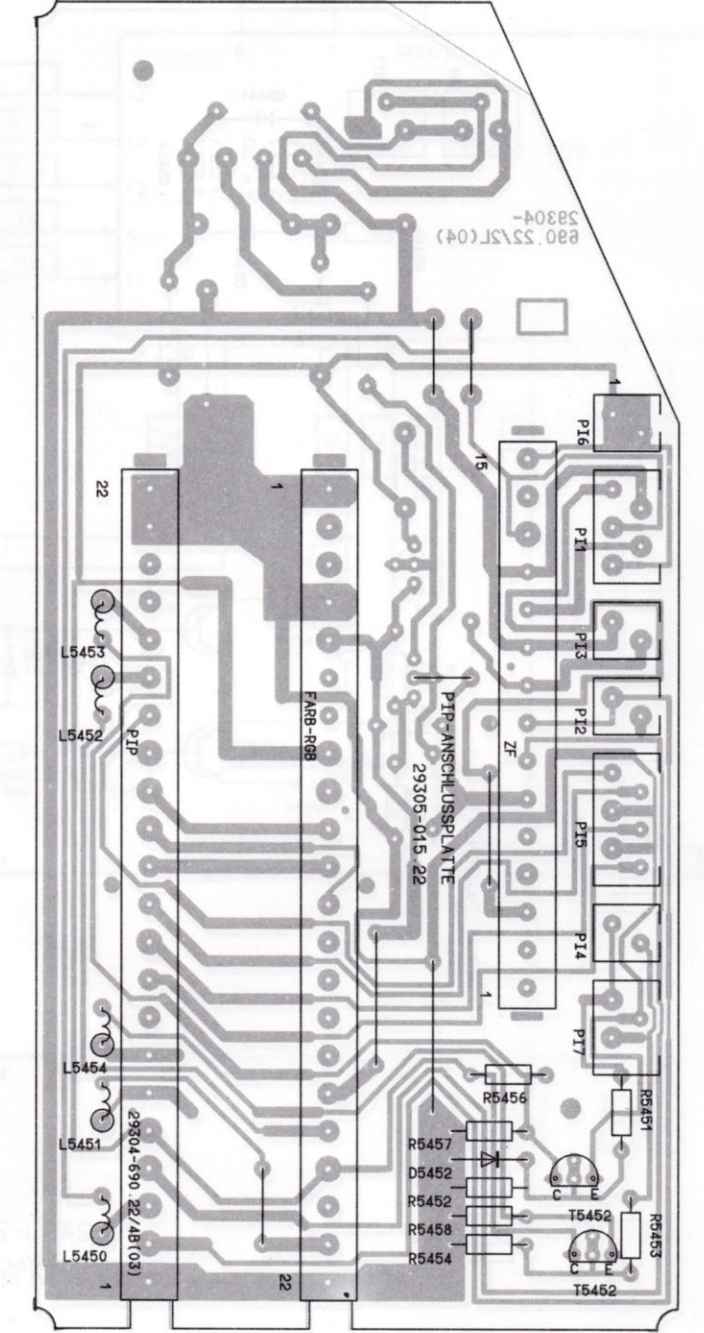 29304-
690.22/2L(04)
1
PI6
15
22
1
PI1
PI3
L5453
PI2
L5452
PIP
FARB-RGB
PIP-ANSCHLUSSPLATTE
29305-015.22
ZF
PI5
PI4
1
PI7
L5454
R5456
R5451
L5451
29304-690.22/4B(03)
R5457
D5452
R5452
C E
T5452
R5458
R5453
L5450
R5454
C E
T5452
1
22